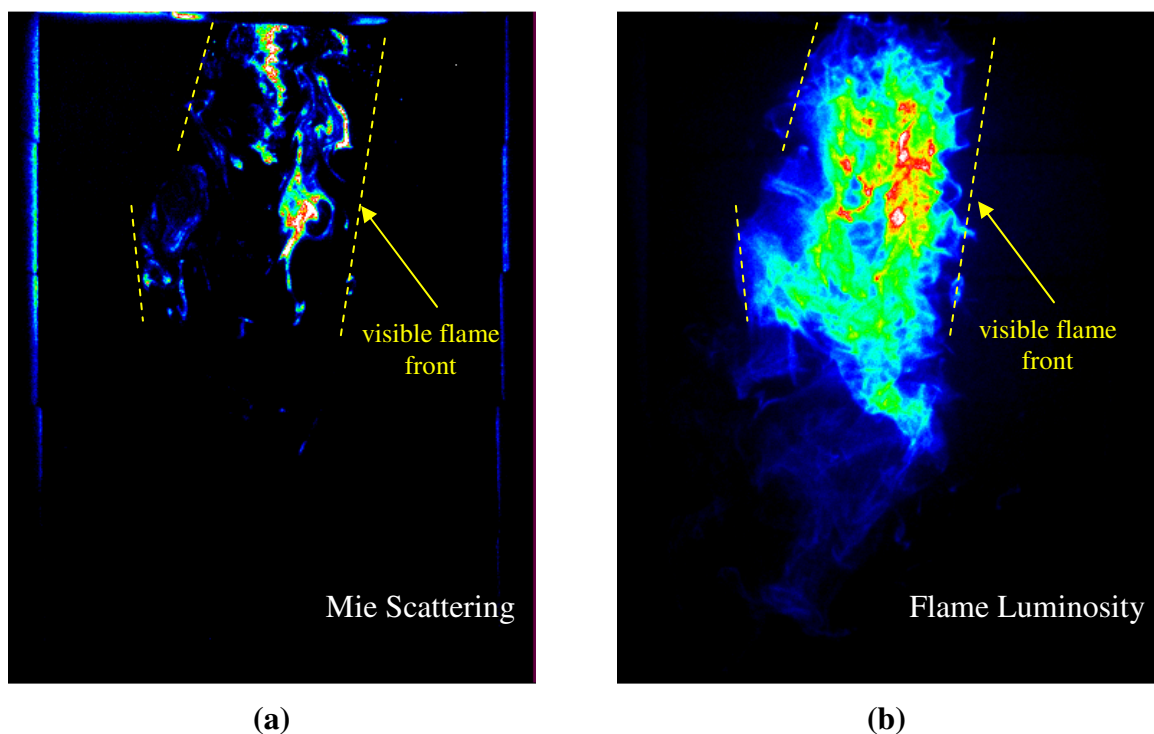 visible flame
front
Mie Scattering
(a)
visible flame
front
Flame Luminosity
(b)